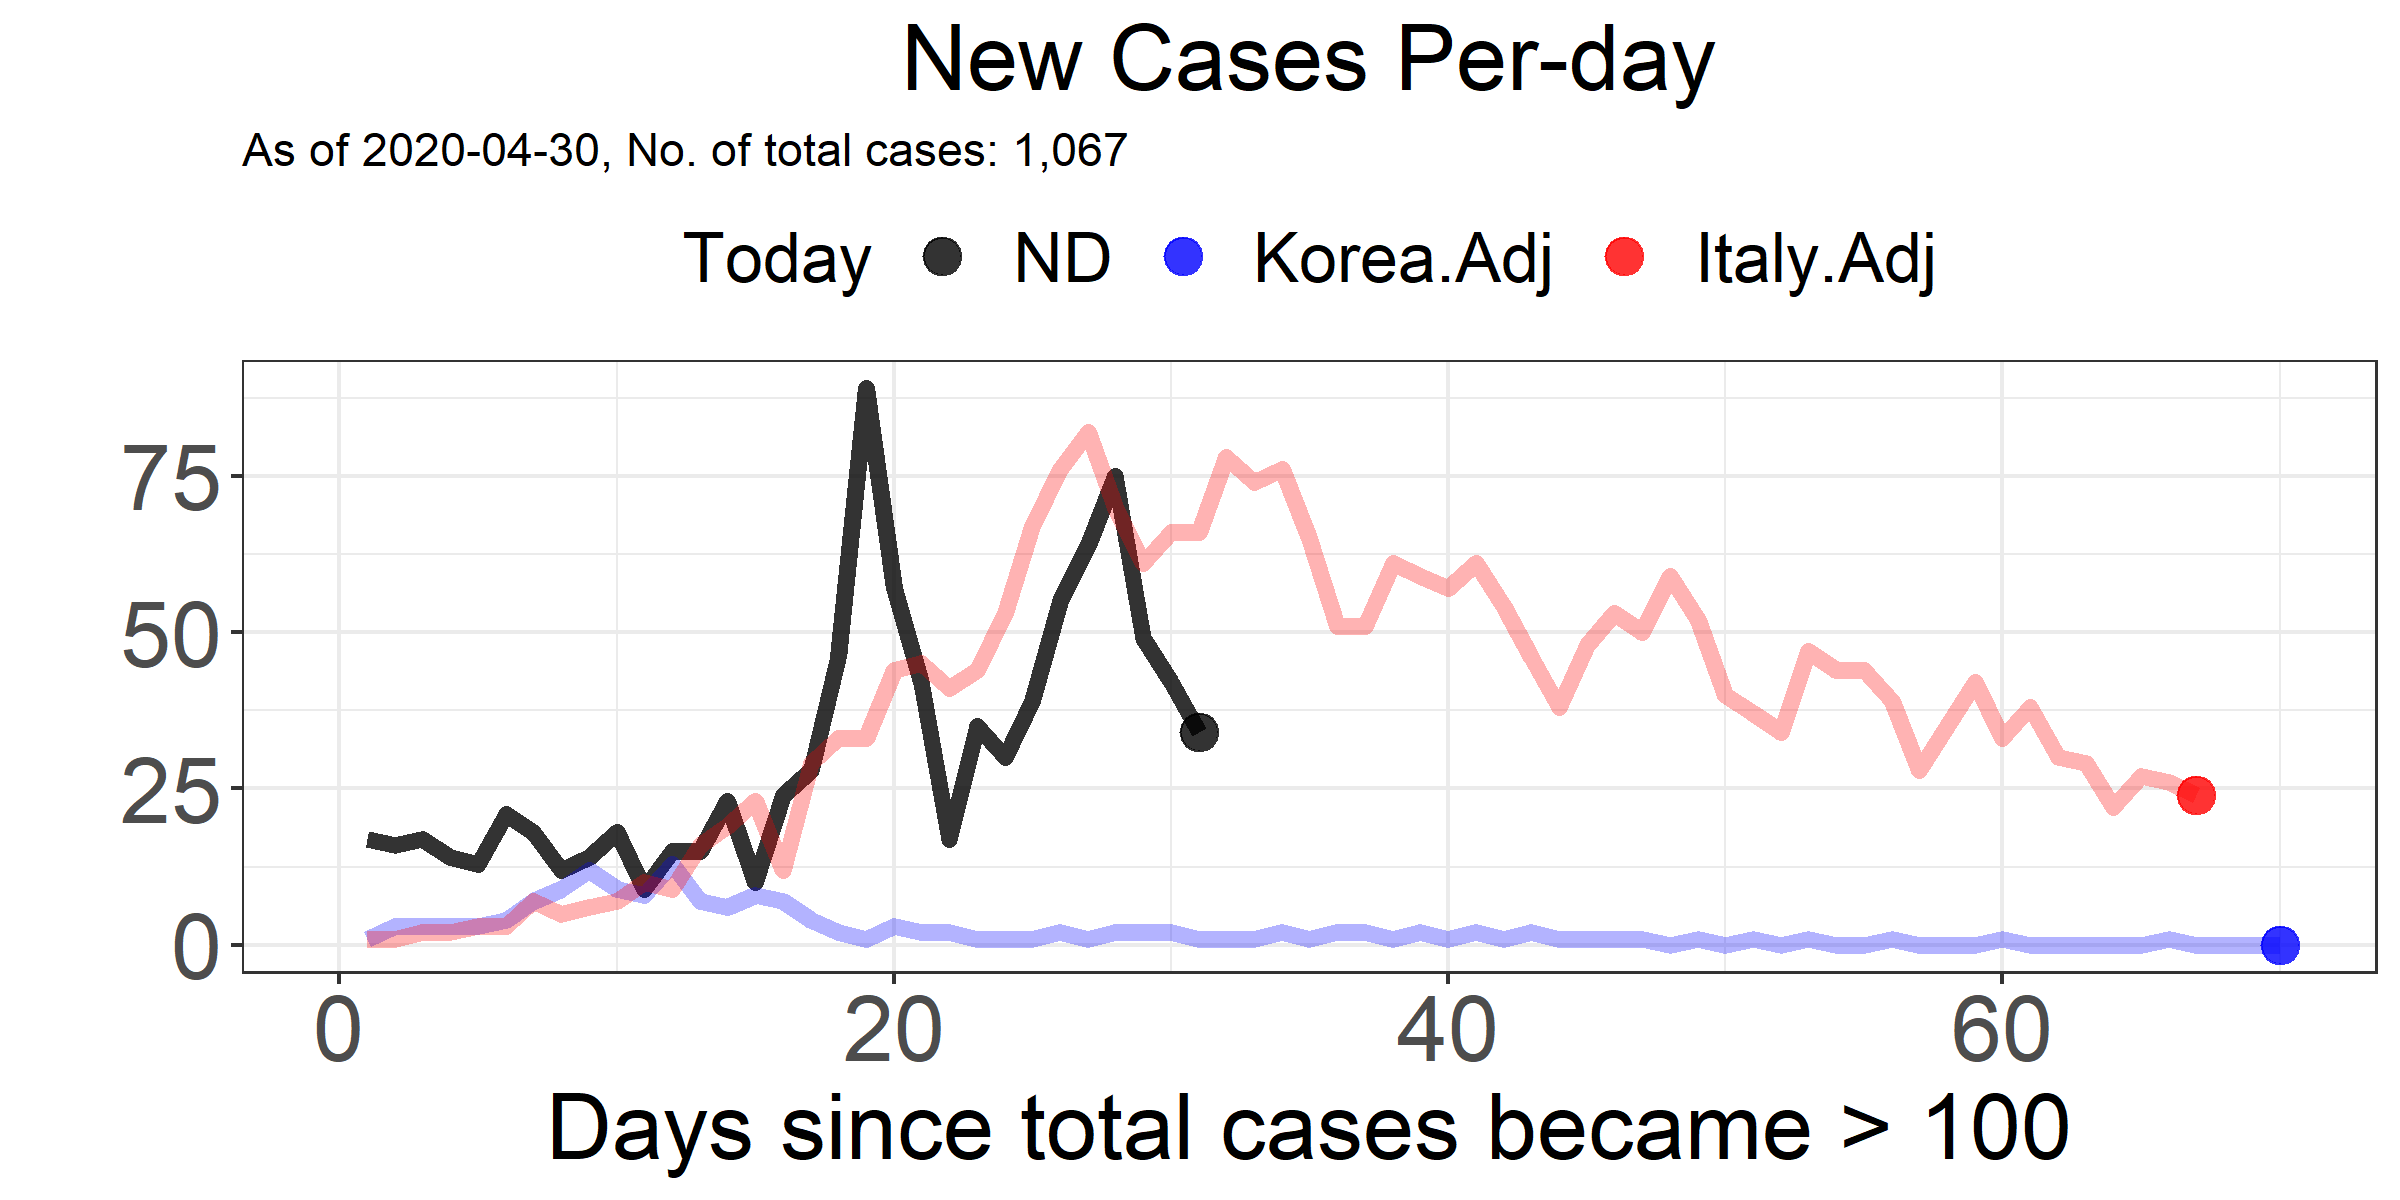 New Cases Per-day
As of 2020-04-30, No. of total cases: 1,067
Today ND Korea.Adj Italy.Adj
75
50
25
0
0 20 40 60
Days since total cases became > 100